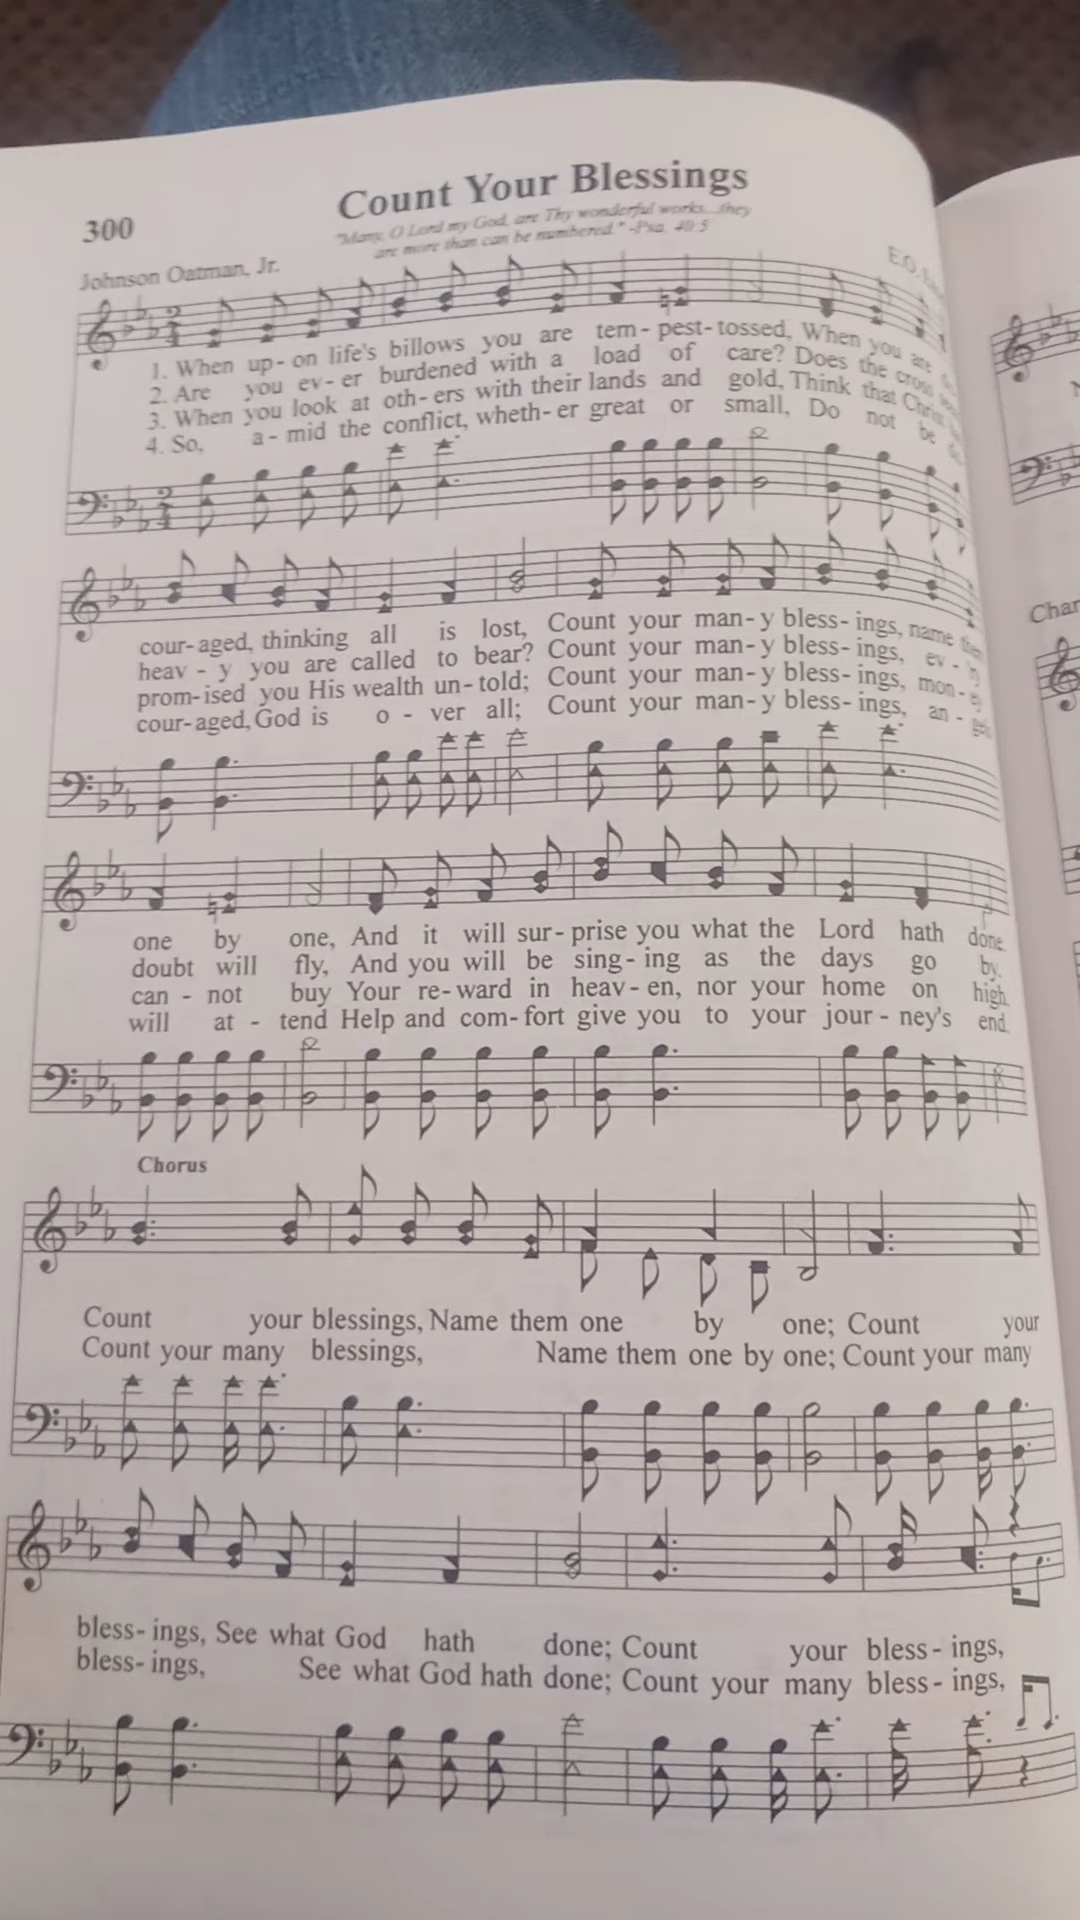 Count Your Blessings
300
"Many, O Lord my God, are Thy wonderful works...they
are more than can be numbered." -Psa. 40:5
Johnson Oatman, Jr.
E.O.
1. When up-on life's billows you are tem-pest-tossed, When you are
2. Are you ev-er burdened with a load of care? Does the cross
3. When you look at oth-ers with their lands and gold, Think that Christ
4. So, a-mid the conflict, wheth-er great or small, Do not be
cour-aged, thinking all is lost, Count your man-y bless-ings, name them
heav-y you are called to bear? Count your man-y bless-ings, ev-
prom-ised you His wealth un-told; Count your man-y bless-ings, mon-ey
cour-aged, God is o-ver all; Count your man-y bless-ings, an-gels
one by one, And it will sur-prise you what the Lord hath done.
doubt will fly, And you will be sing-ing as the days go by.
can-not buy Your re-ward in heav-en, nor your home on high.
will at-tend Help and com-fort give you to your jour-ney's end.
Chorus
Count your blessings, Name them one by one; Count your
Count your many blessings, Name them one by one; Count your many
bless-ings, See what God hath done; Count your bless-ings,
bless-ings, See what God hath done; Count your many bless-ings,
Char